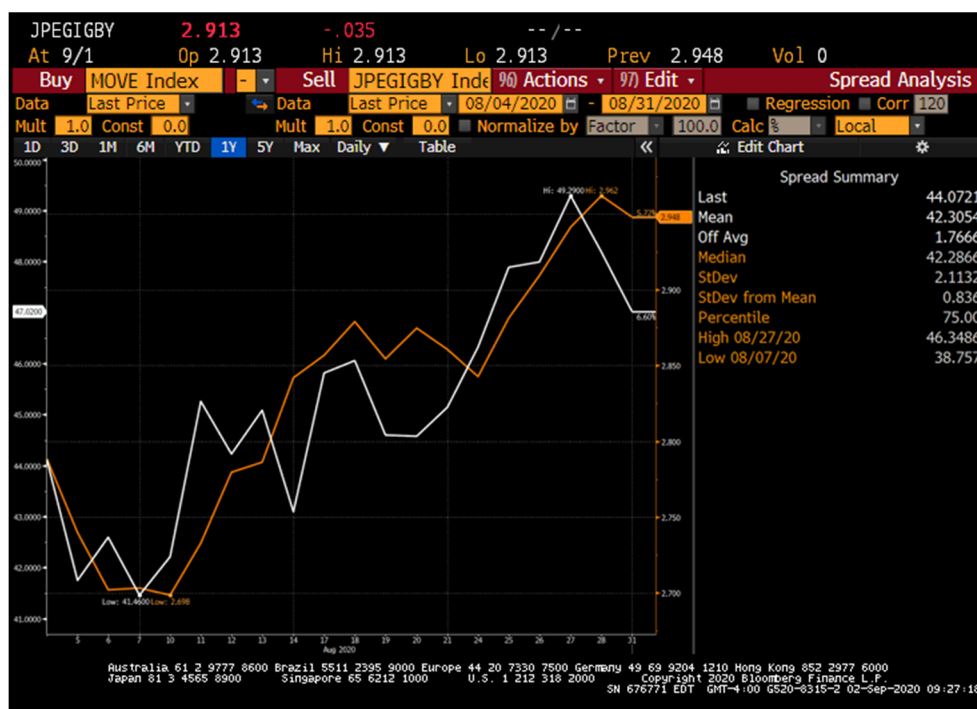 JPEGIGBY 2.913 -.035 --/--
At 9/1 Op 2.913 Hi 2.913 Lo 2.913 Prev 2.948 Vol 0
Buy MOVE Index - Sell JPEGIGBY Inde 96) Actions 97) Edit Spread Analysis
Data Last Price Data Last Price 08/04/2020 - 08/31/2020 Regression Corr 120
Mult 1.0 Const 0.0 Mult 1.0 Const 0.0 Normalize by Factor 100.0 Calc % Local
1D 3D 1M 6M YTD 1Y 5Y Max Daily ▼ Table « Edit Chart
Spread Summary
Last 44.0721
Mean 42.3054
Off Avg 1.7666
Median 42.2866
StDev 2.1132
StDev from Mean 0.836
Percentile 75.00
High 08/27/20 46.3486
Low 08/07/20 38.757
50.0000
49.0000
48.0000
47.0200
46.0000
45.0000
44.0000
43.0000
42.0000
41.0000
Hi: 49.2900 Hi: 2.962
5.72%
2.948
2.900
6.60%
2.850
2.800
2.750
2.700
Low: 41.4600 Low: 2.698
5 6 7 10 11 12 13 14 17 18 19 20 21 24 25 26 27 28 31
Aug 2020
Australia 61 2 9777 8600 Brazil 5511 2395 9000 Europe 44 20 7330 7500 Germany 49 69 9204 1210 Hong Kong 852 2977 6000
Japan 81 3 4565 8900 Singapore 65 6212 1000 U.S. 1 212 318 2000 Copyright 2020 Bloomberg Finance L.P.
SN 676771 EDT GMT-4:00 G520-8315-2 02-Sep-2020 09:27:18